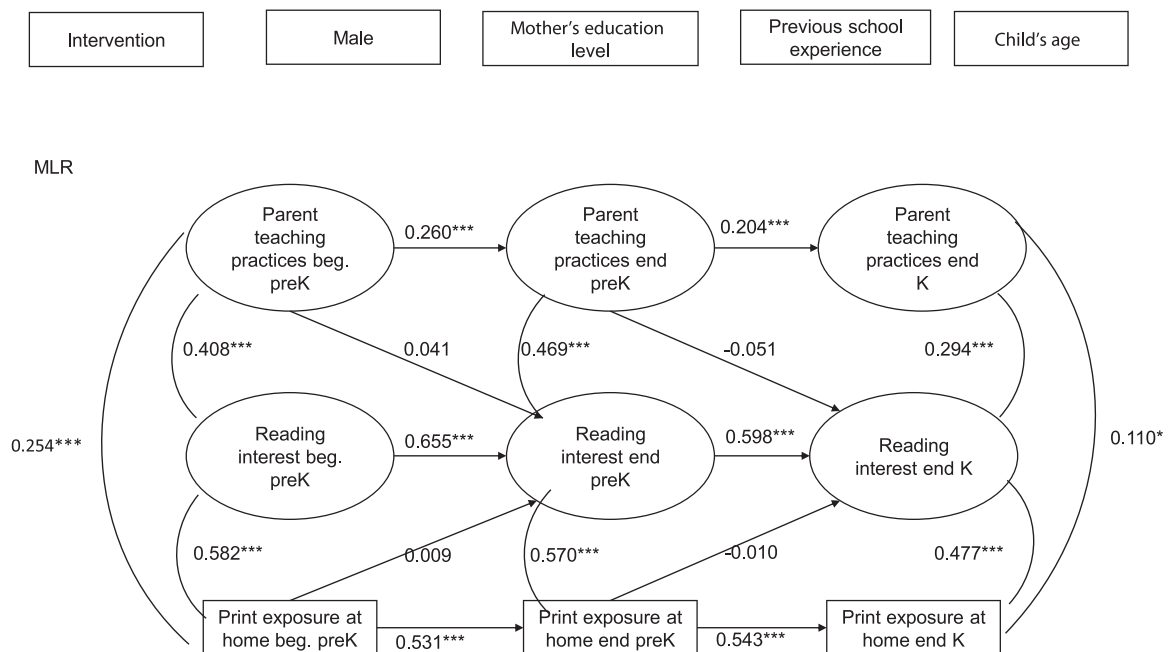 Intervention
Male
Mother's education
level
Previous school
experience
Child's age
MLR
Parent
teaching
practices beg.
preK
0.260***
Parent
teaching
practices end
preK
0.204***
Parent
teaching
practices end
K
0.408***
0.041
0.469***
-0.051
0.294***
0.254***
Reading
interest beg.
preK
0.655***
Reading
interest end
preK
0.598***
Reading
interest end K
0.110*
0.582***
0.009
0.570***
-0.010
0.477***
Print exposure at
home beg. preK
0.531***
Print exposure at
home end preK
0.543***
Print exposure at
home end K